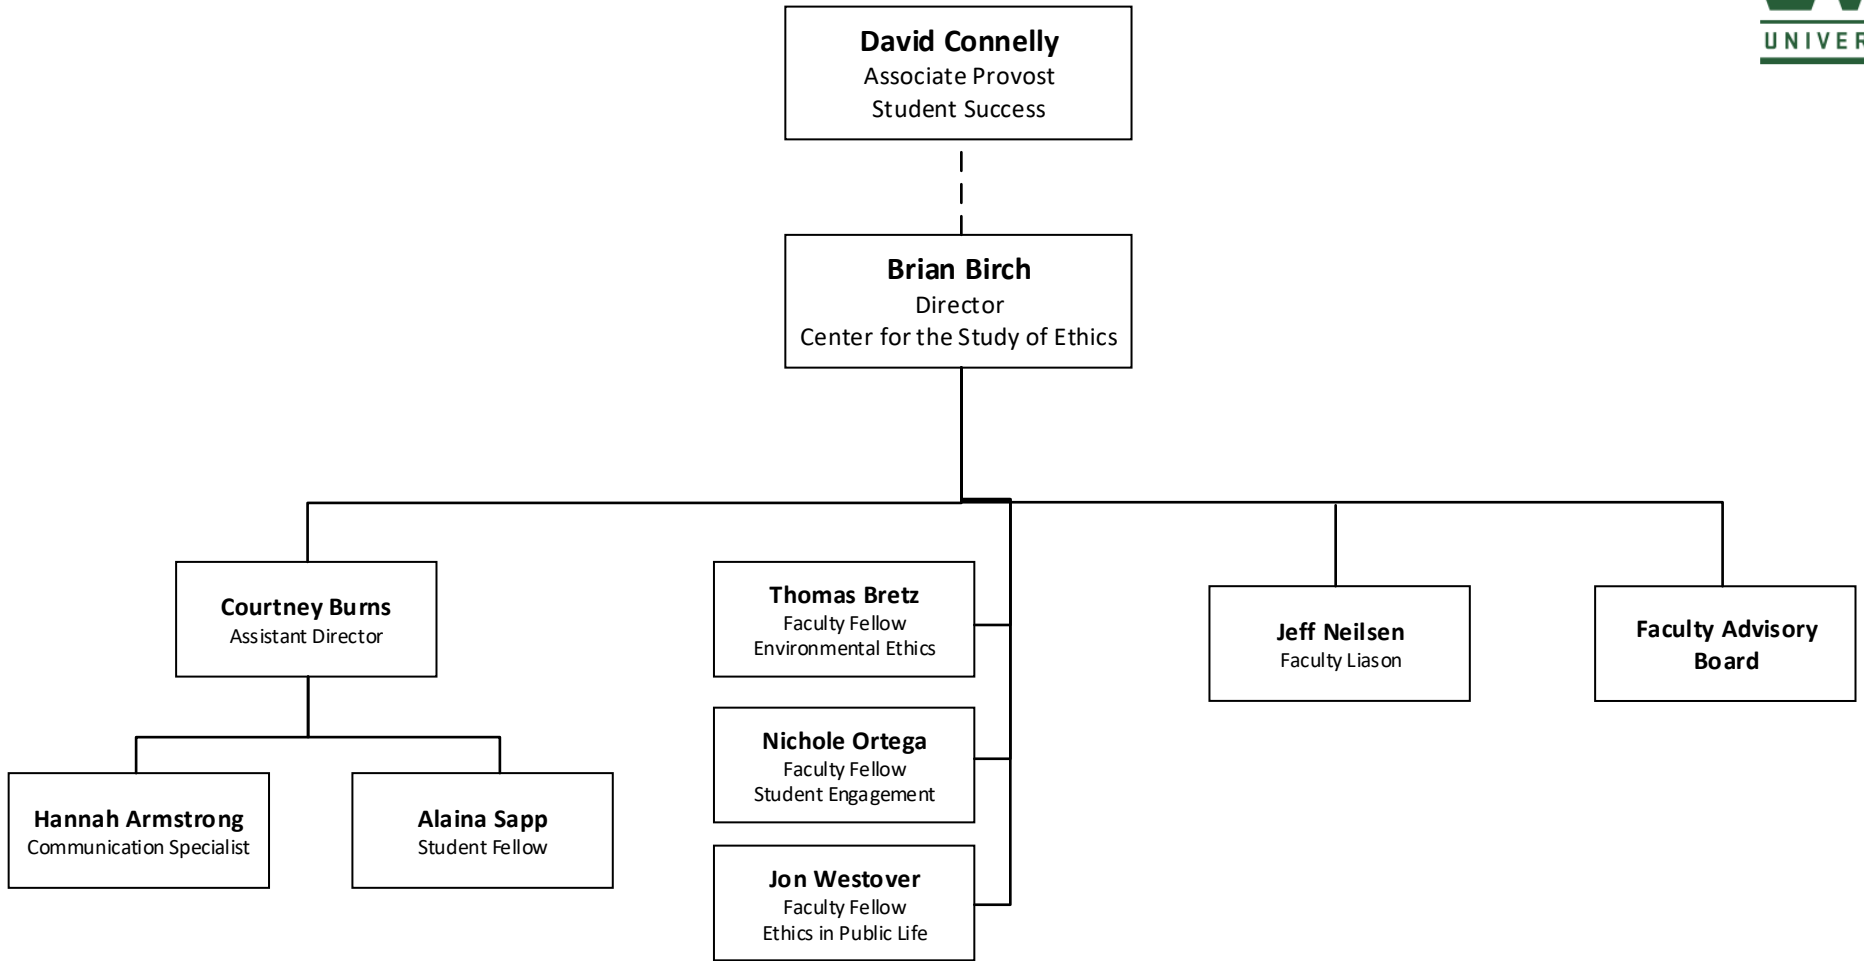 David Connelly
Associate Provost
Student Success
Brian Birch
Director
Center for the Study of Ethics
Courtney Burns
Assistant Director
Hannah Armstrong
Communication Specialist
Alaina Sapp
Student Fellow
Thomas Bretz
Faculty Fellow
Environmental Ethics
Nichole Ortega
Faculty Fellow
Student Engagement
Jon Westover
Faculty Fellow
Ethics in Public Life
Jeff Neilsen
Faculty Liason
Faculty Advisory
Board